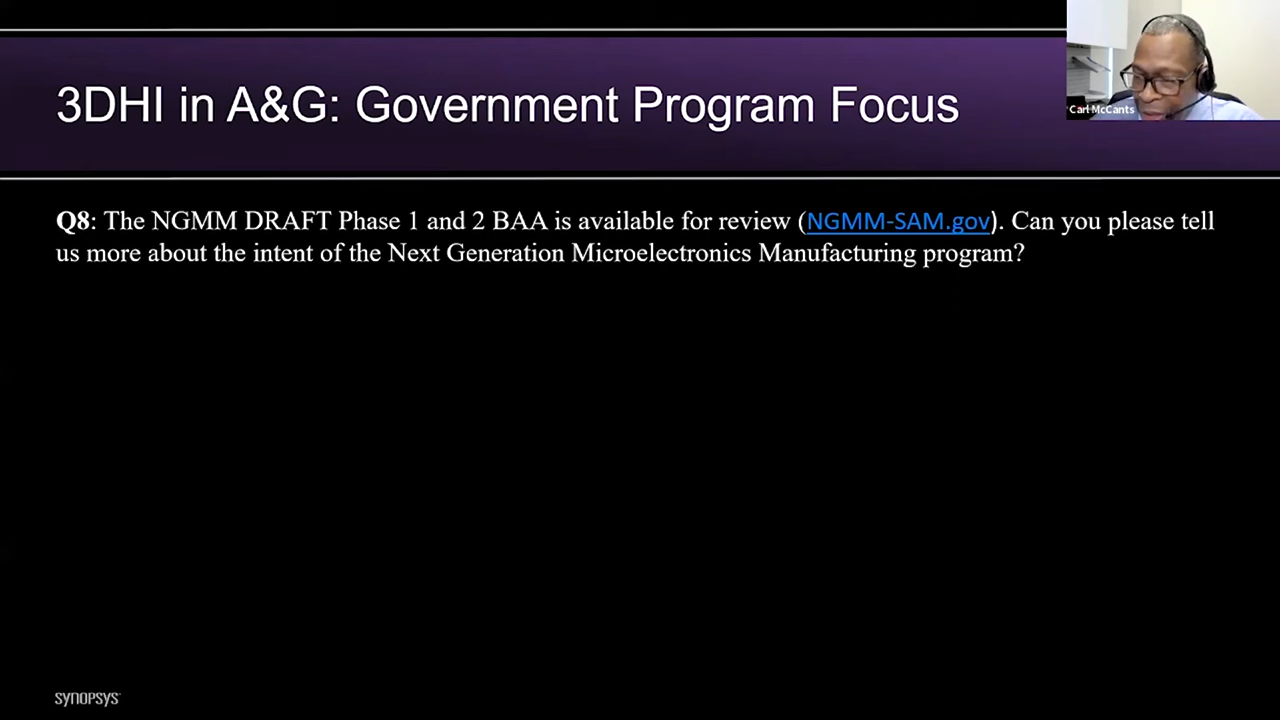 3DHI in A&G: Government Program Focus
Carl McCants
Q8: The NGMM DRAFT Phase 1 and 2 BAA is available for review (NGMM-SAM.gov). Can you please tell
us more about the intent of the Next Generation Microelectronics Manufacturing program?
SYNOPSYS